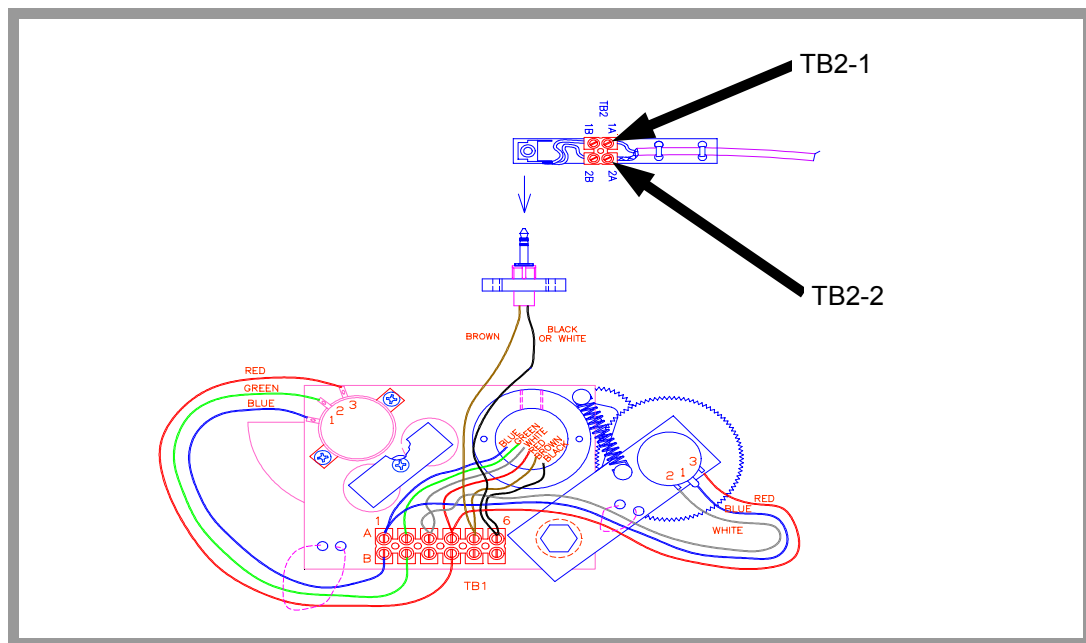 TB2-1
TB2
1B
1A
2B
2A
TB2-2
BROWN
BLACK
OR WHITE
RED
GREEN
BLUE
1
2
3
BLUE
GREEN
WHITE
RED
BROWN
BLACK
3
1
2
RED
BLUE
WHITE
1
6
A
B
TB1